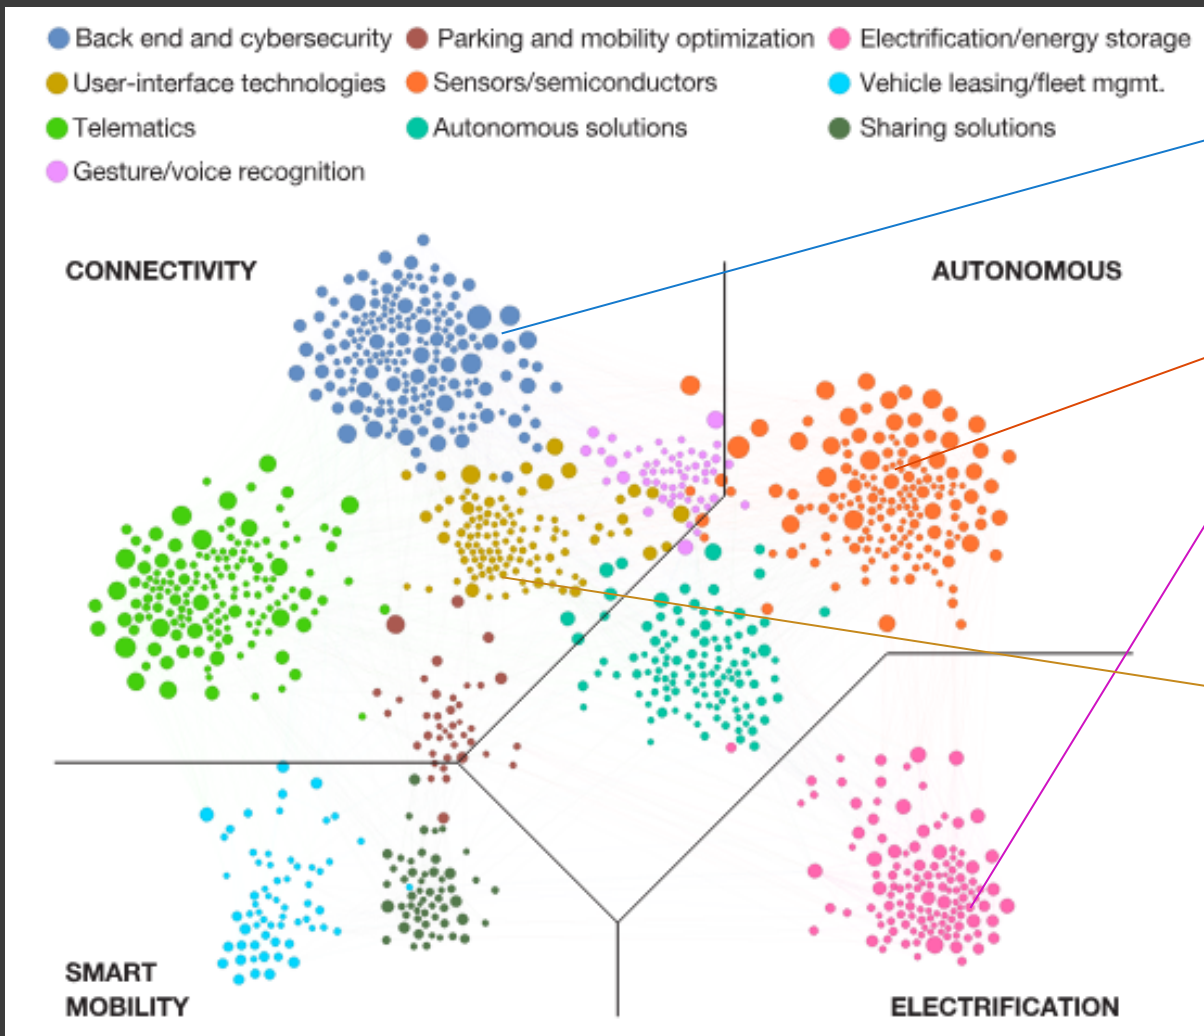 Back end and cybersecurity
Parking and mobility optimization
Electrification/energy storage
User-interface technologies
Sensors/semiconductors
Vehicle leasing/fleet mgmt.
Telematics
Autonomous solutions
Sharing solutions
Gesture/voice recognition
CONNECTIVITY
AUTONOMOUS
SMART
MOBILITY
ELECTRIFICATION